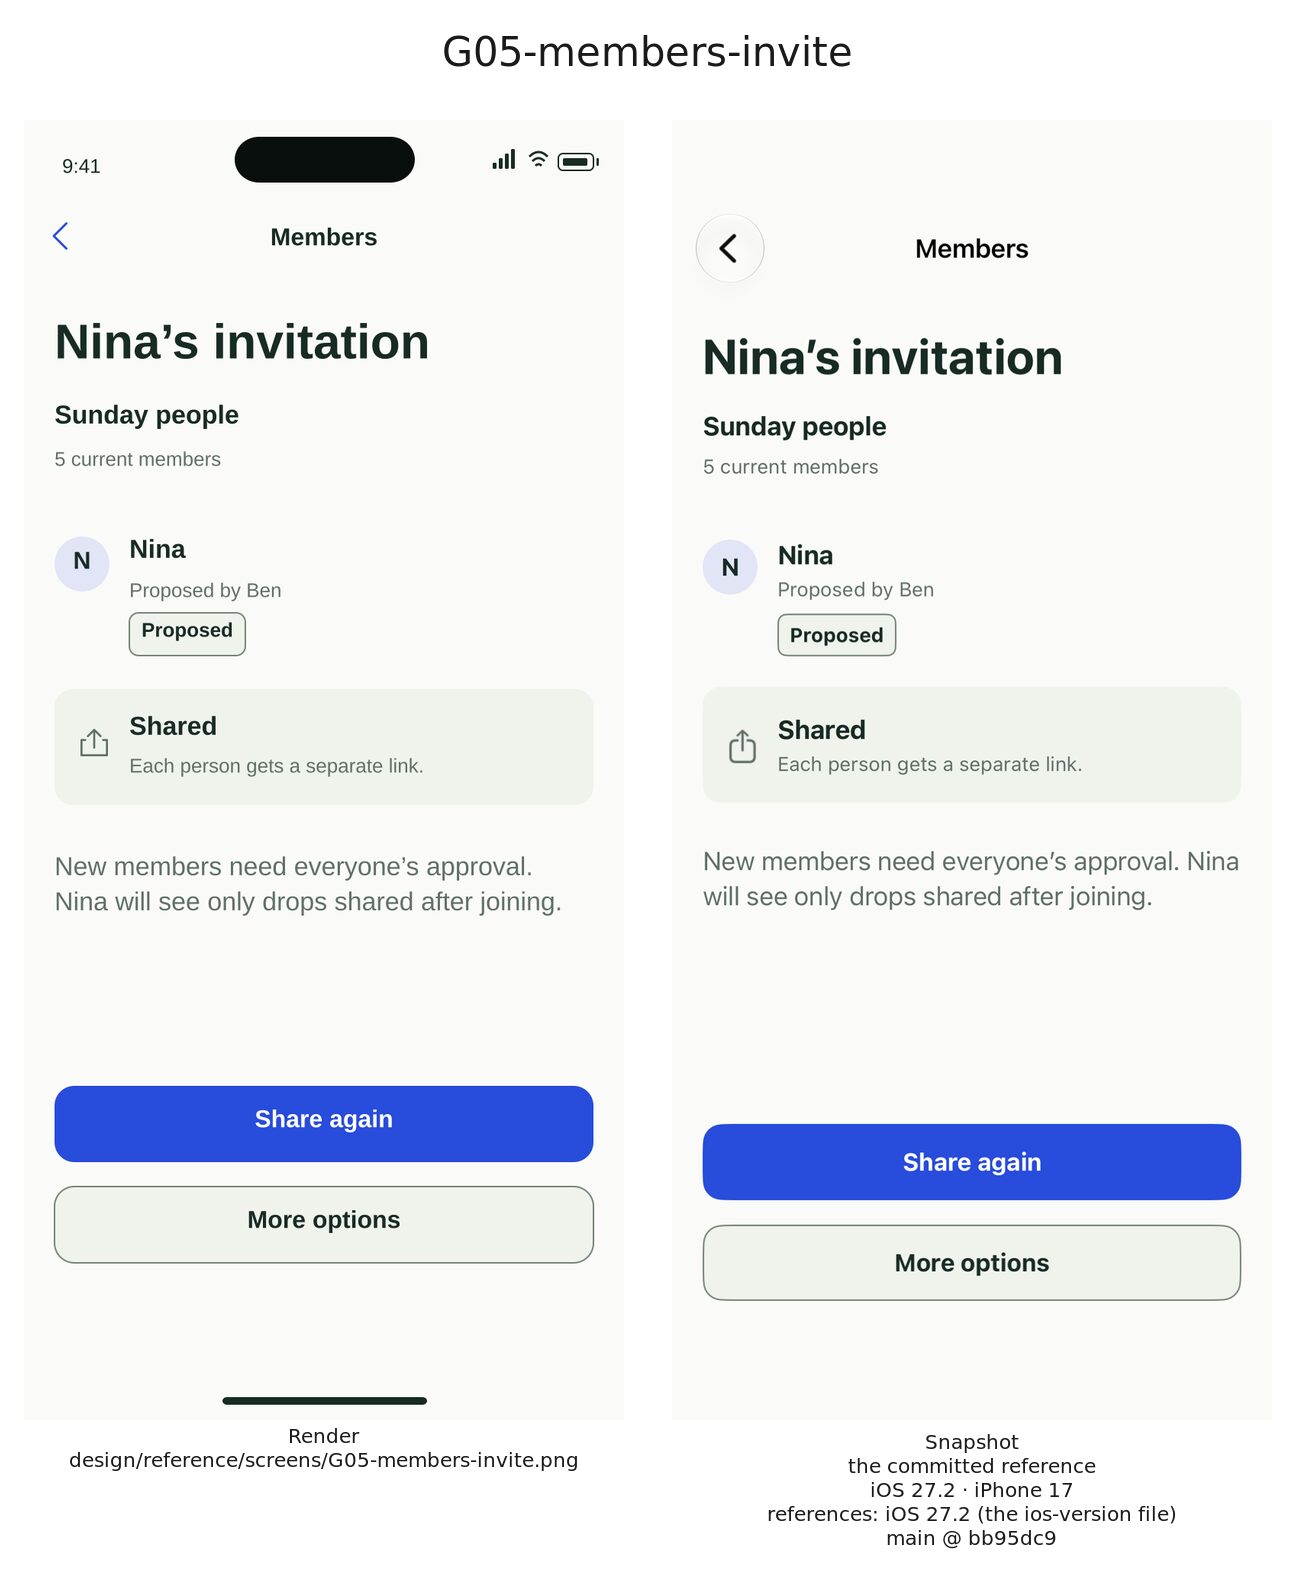 G05-members-invite
9:41
Members
Nina’s invitation
Sunday people
5 current members
N
Nina
Proposed by Ben
Proposed
Shared
Each person gets a separate link.
New members need everyone’s approval.
Nina will see only drops shared after joining.
Share again
More options
Render
design/reference/screens/G05-members-invite.png
Members
Nina’s invitation
Sunday people
5 current members
N
Nina
Proposed by Ben
Proposed
Shared
Each person gets a separate link.
New members need everyone’s approval. Nina
will see only drops shared after joining.
Share again
More options
Snapshot
the committed reference
iOS 27.2 · iPhone 17
references: iOS 27.2 (the ios-version file)
main @ bb95dc9